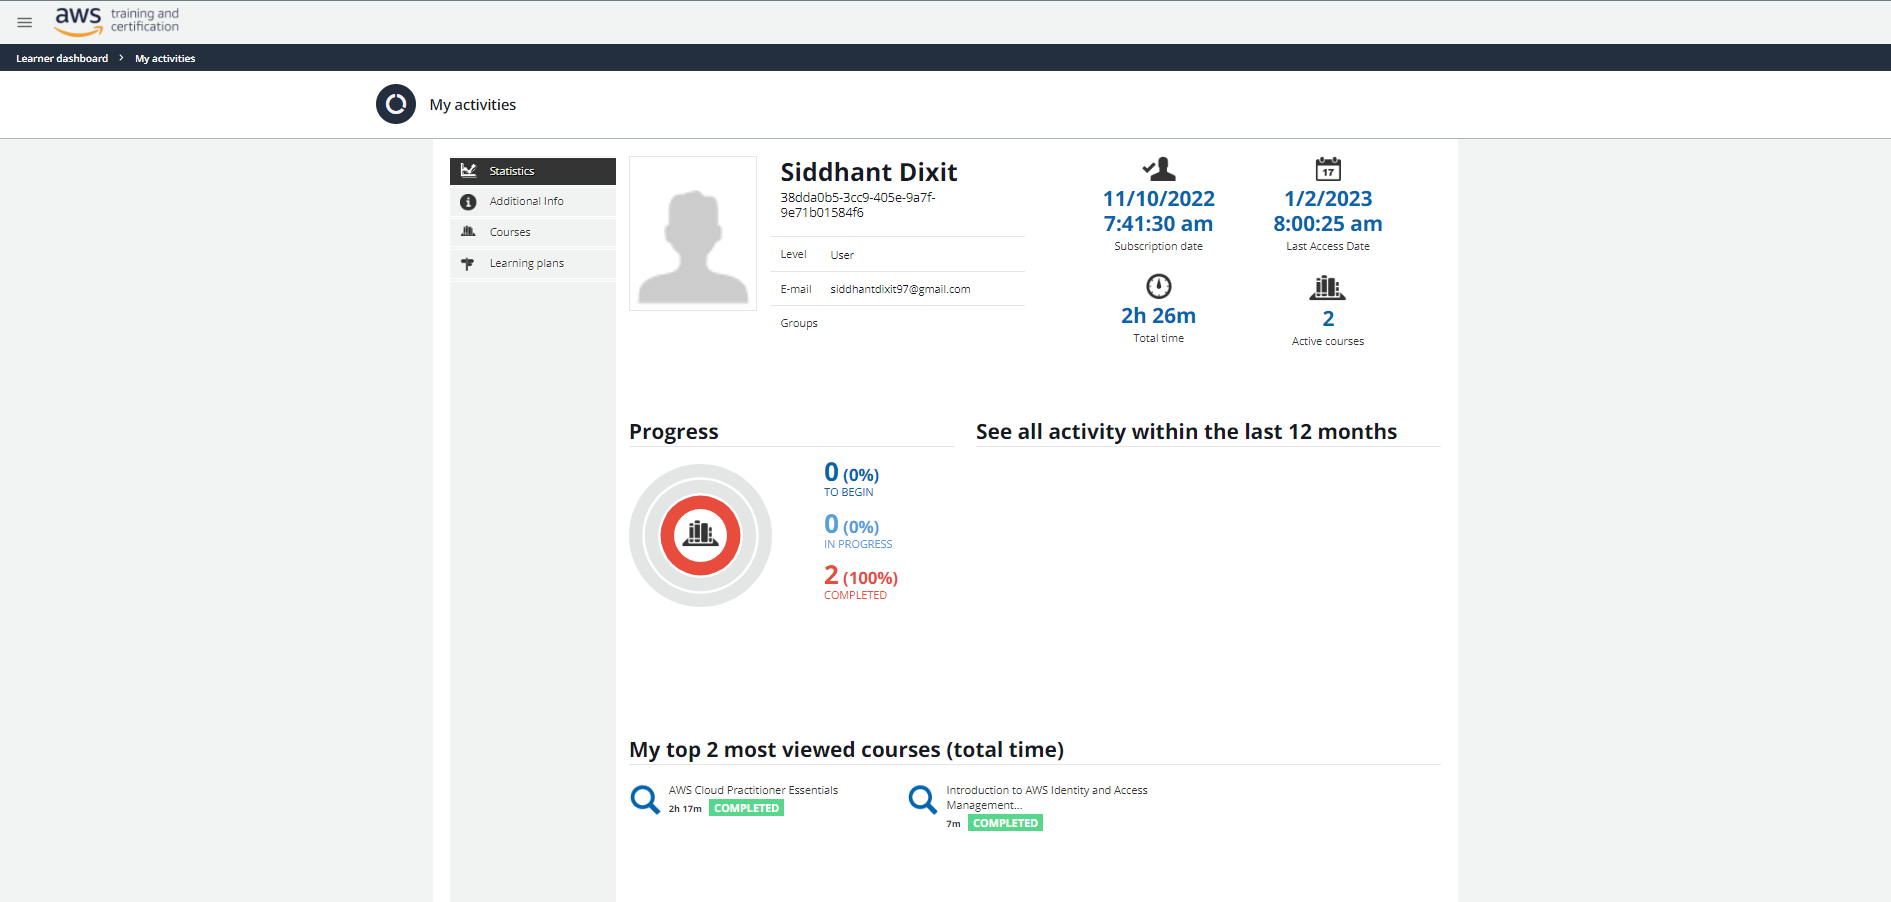 aws training and
certification
Learner dashboard > My activities
My activities
Statistics
Additional Info
Courses
Learning plans
Siddhant Dixit
38dda0b5-3cc9-405e-9a7f-
9e71b01584f6
Level User
E-mail siddhantdixit97@gmail.com
Groups
11/10/2022
7:41:30 am
Subscription date
17
1/2/2023
8:00:25 am
Last Access Date
2h 26m
Total time
2
Active courses
Progress
0 (0%)
TO BEGIN
0 (0%)
IN PROGRESS
2 (100%)
COMPLETED
See all activity within the last 12 months
My top 2 most viewed courses (total time)
AWS Cloud Practitioner Essentials
2h 17m COMPLETED
Introduction to AWS Identity and Access
Management...
7m COMPLETED